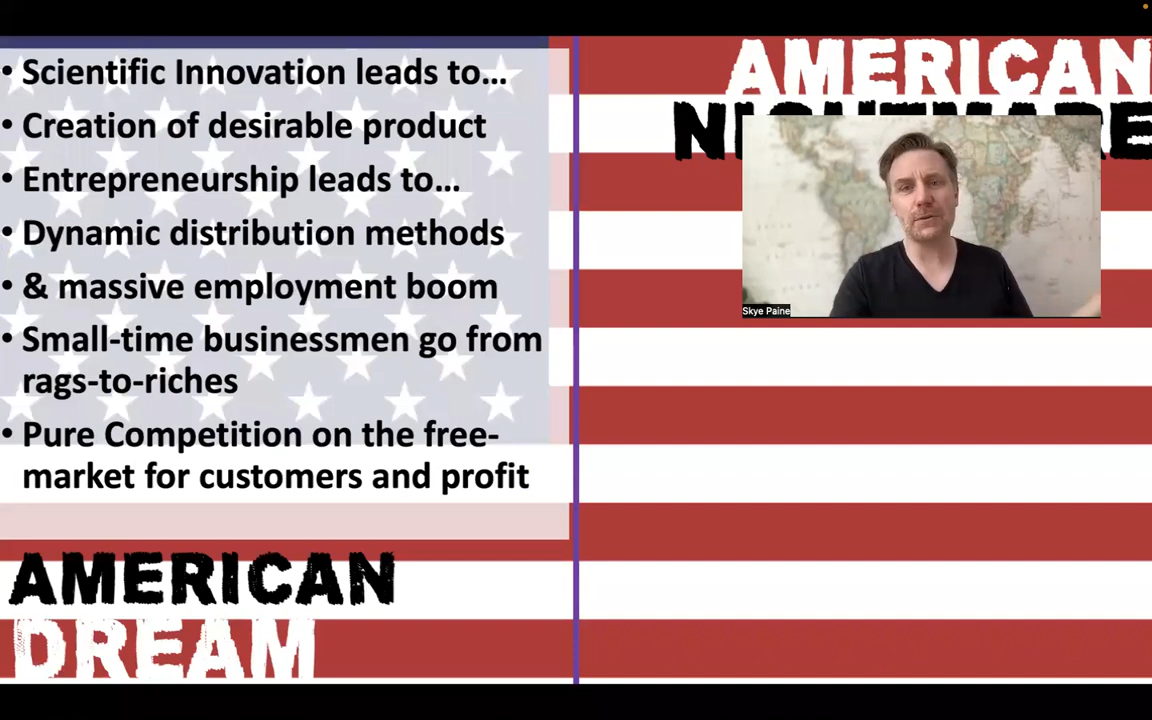 • Scientific Innovation leads to...
• Creation of desirable product
• Entrepreneurship leads to...
• Dynamic distribution methods
• & massive employment boom
• Small-time businessmen go from
rags-to-riches
• Pure Competition on the free-
market for customers and profit
AMERICAN
DREAM
AMERICAN
NIGHTMARE
Skye Paine